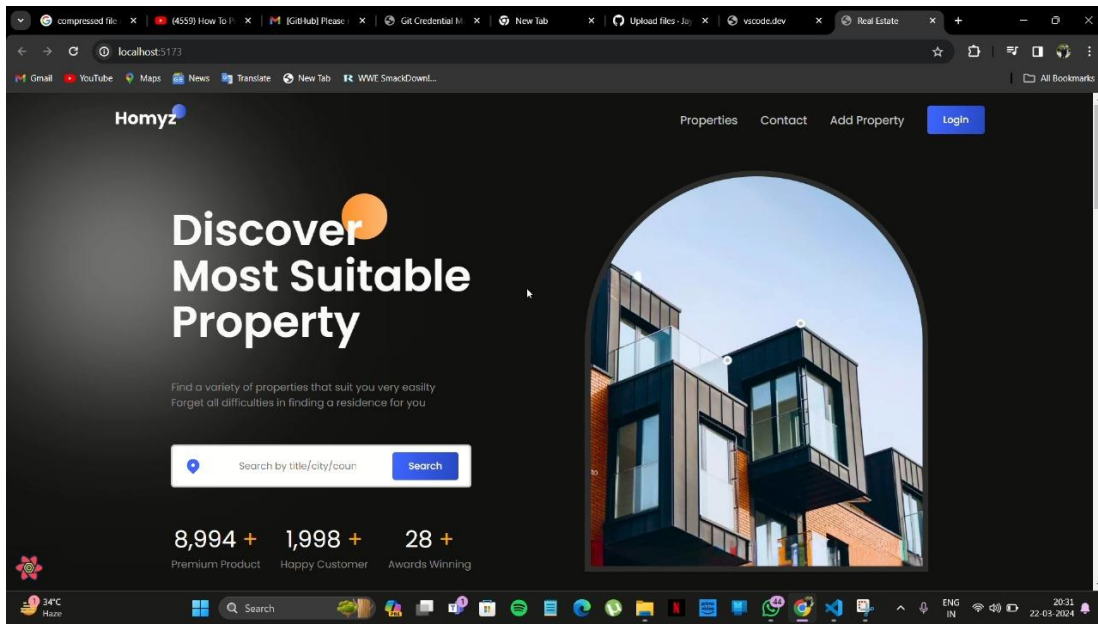 compressed file
(4559) How To P
[GitHub] Please
Git Credential M
New Tab
Upload files · Jay
vscode.dev
Real Estate
localhost:5173
Gmail
YouTube
Maps
News
Translate
New Tab
WWE SmackDown!...
All Bookmarks
Homyz
Properties
Contact
Add Property
Login
Discover
Most Suitable
Property
Find a variety of properties that suit you very easilty
Forget all difficulties in finding a residence for you
Search by title/city/coun
Search
8,994 +
1,998 +
28 +
Premium Product
Happy Customer
Awards Winning
1
34°C
Haze
Search
44
ENG
IN
20:31
22-03-2024